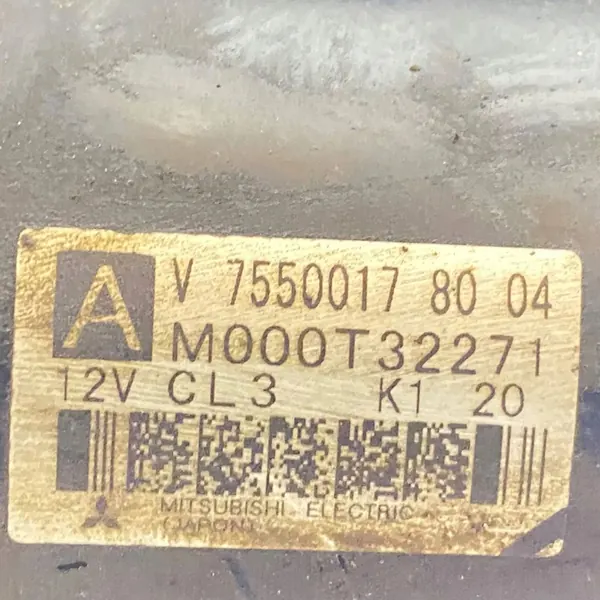 A
V 7550017 80 04
M000T32271
12V CL3 K1 20
MITSUBISHI ELECTRIC
(JAPON)